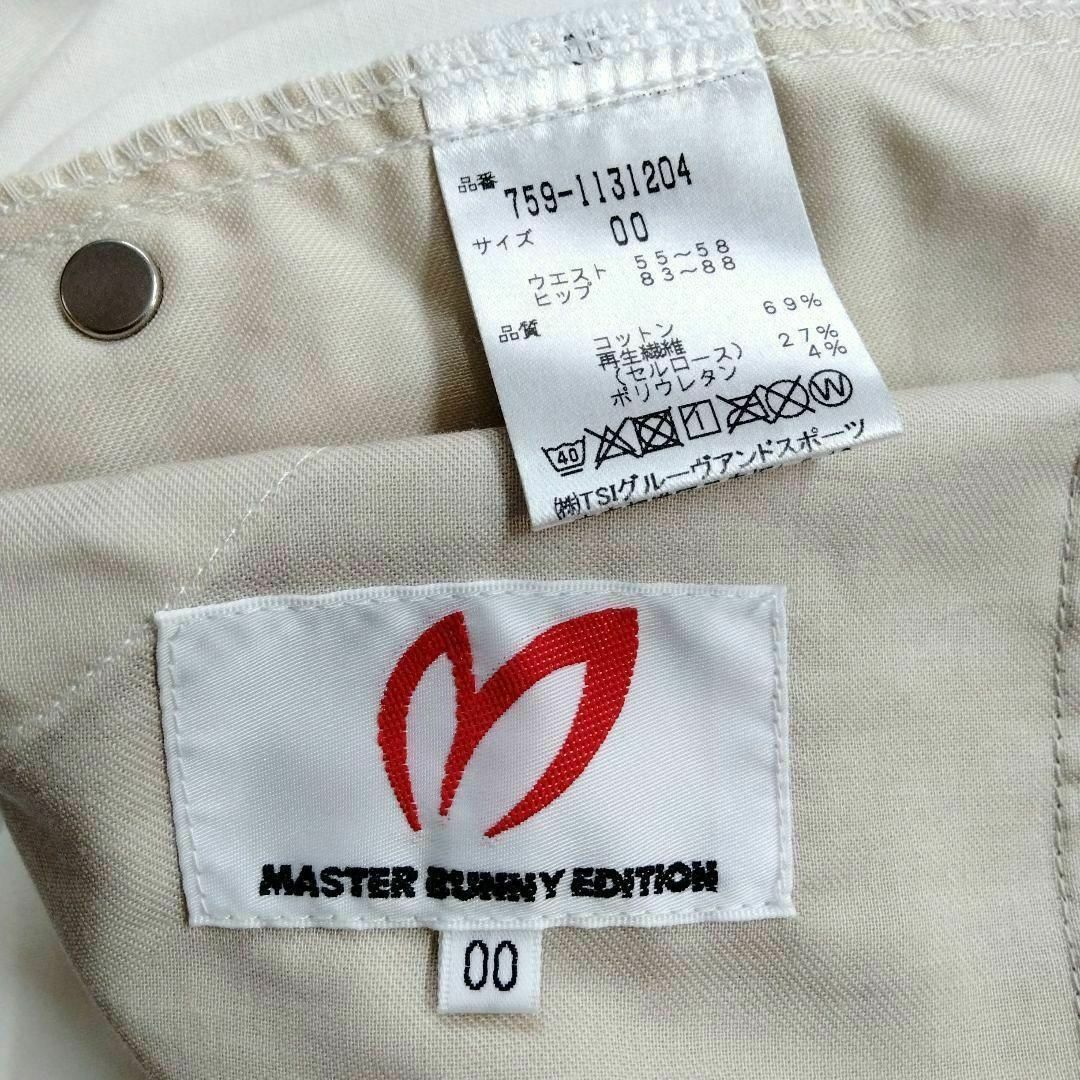 品番 759-1131204
サイズ 00
ウエスト 55~58
ヒップ 83~88
品質
コットン 69%
再生繊維
(セルロース) 27%
ポリウレタン 4%
40 1 W
㈱TSIグルーヴアンドスポーツ
MASTER BUNNY EDITION
00